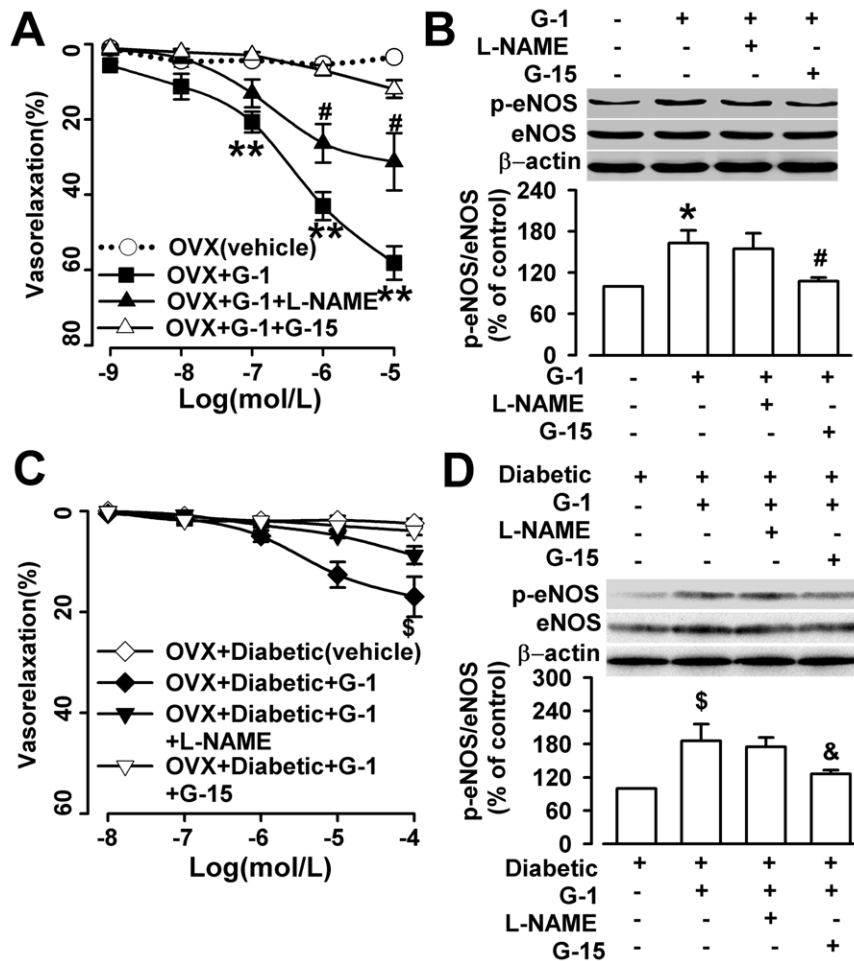 A
Vasorelaxation(%)
0
20
40
60
80
# #
**
**
**
OVX(vehicle)
OVX+G-1
OVX+G-1+L-NAME
OVX+G-1+G-15
-9 -8 -7 -6 -5
Log(mol/L)
B
G-1 - + + +
L-NAME - - + -
G-15 - - - +
p-eNOS
eNOS
β-actin
p-eNOS/eNOS
(% of control)
240
180
120
60
0
* #
G-1 - + + +
L-NAME - - + -
G-15 - - - +
C
Vasorelaxation(%)
0
20
40
60
$
OVX+Diabetic(vehicle)
OVX+Diabetic+G-1
OVX+Diabetic+G-1
+L-NAME
OVX+Diabetic+G-1
+G-15
-8 -7 -6 -5 -4
Log(mol/L)
D
Diabetic + + + +
G-1 - + + +
L-NAME - - + -
G-15 - - - +
p-eNOS
eNOS
β-actin
p-eNOS/eNOS
(% of control)
300
240
180
120
60
0
$ &
Diabetic + + + +
G-1 - + + +
L-NAME - - + -
G-15 - - - +